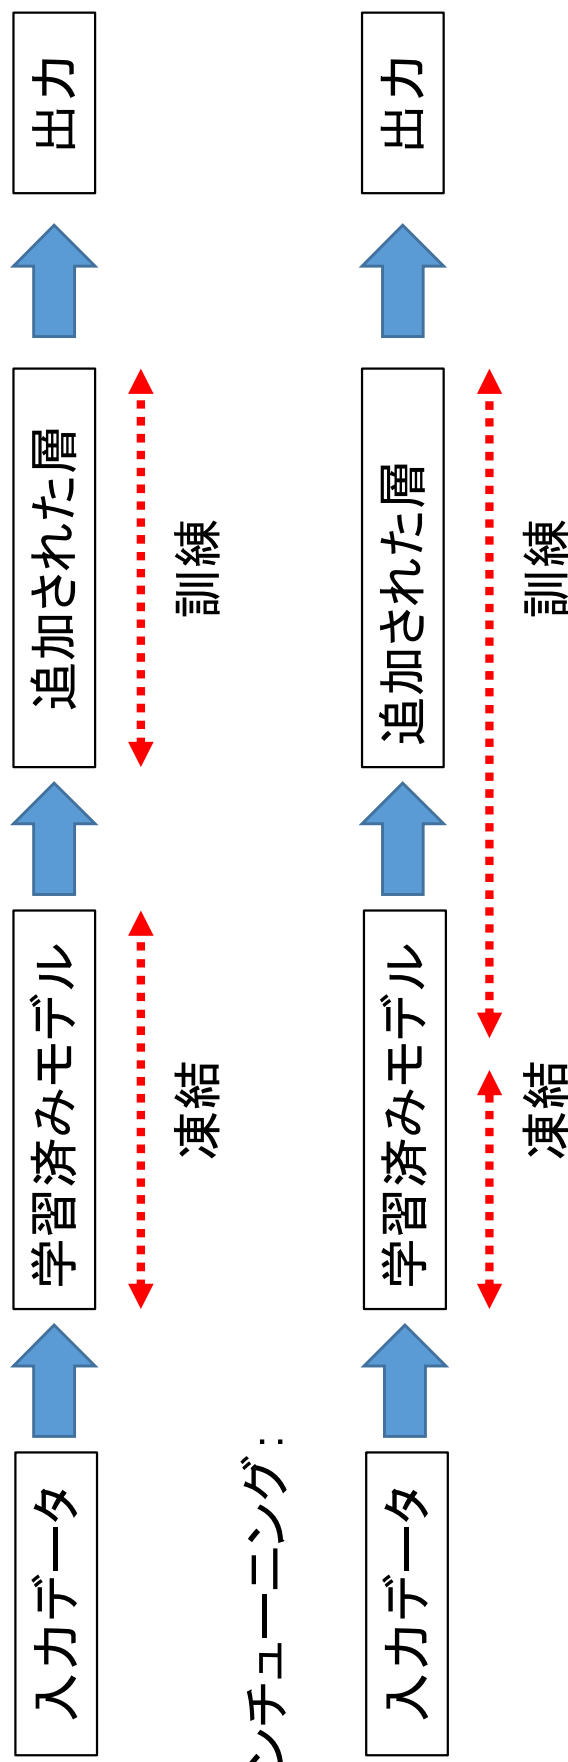 入力データ 学習済みモデル 追加された層 出力
凍結 訓練
ンチューニング：
入力データ 学習済みモデル 追加された層 出力
凍結 訓練